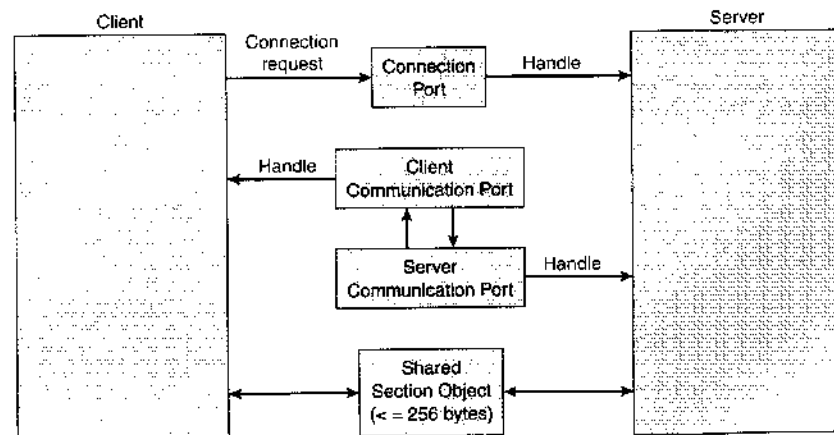 Client
Server
Connection
request
Connection
Port
Handle
Handle
Client
Communication Port
Server
Communication Port
Handle
Shared
Section Object
(< = 256 bytes)